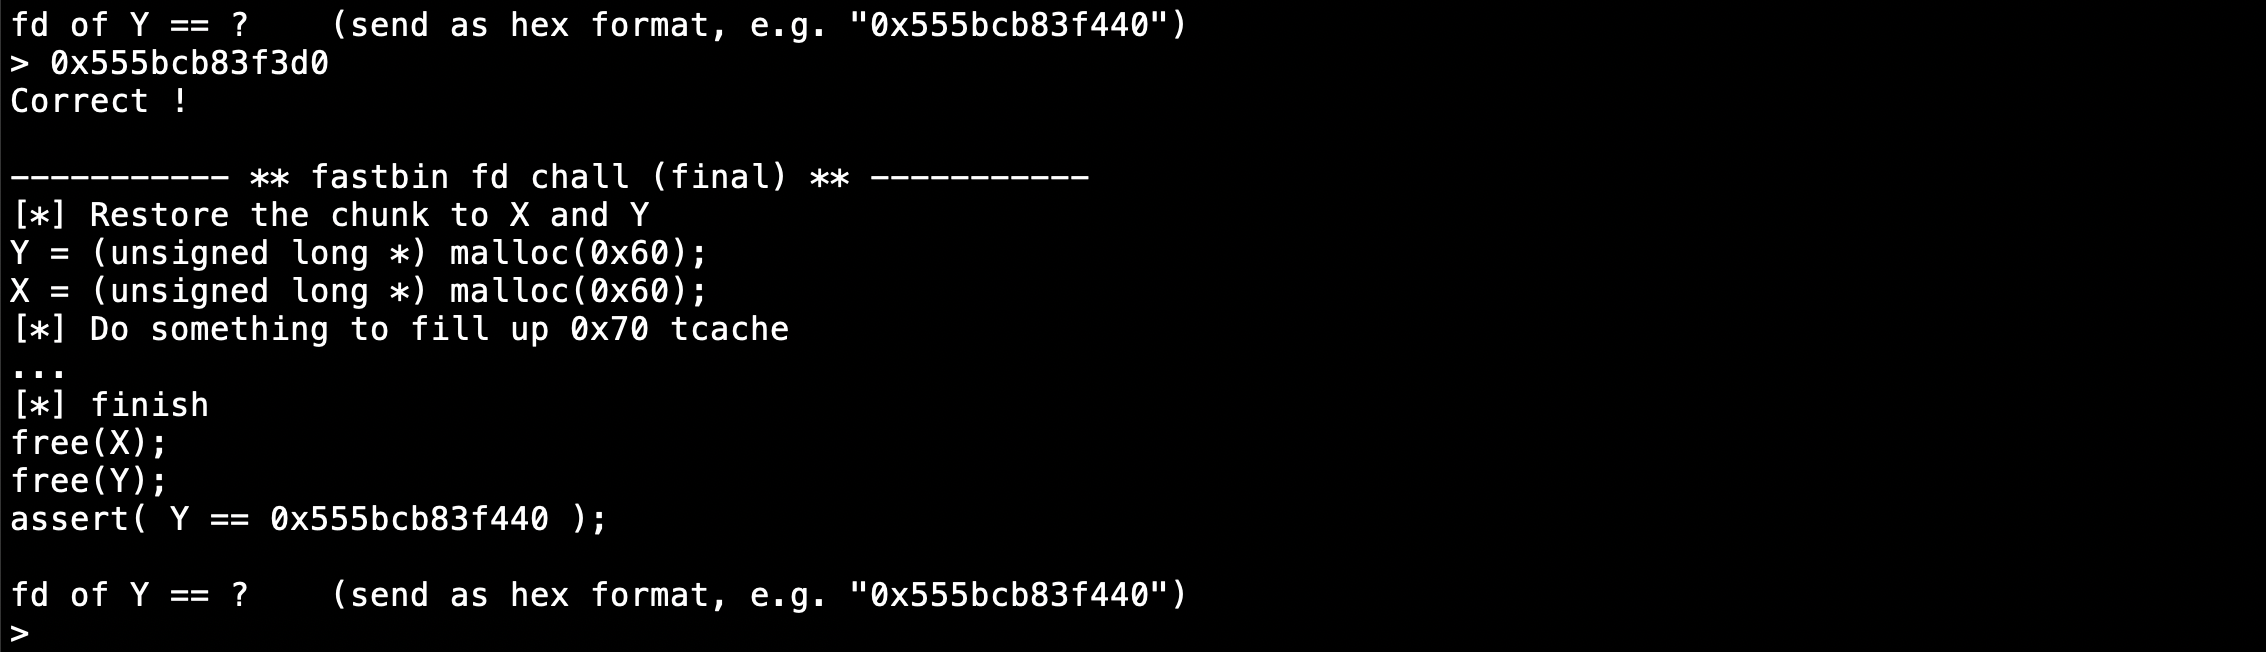 fd of Y == ?    (send as hex format, e.g. "0x555bcb83f440")
> 0x555bcb83f3d0
Correct !
----------- ** fastbin fd chall (final) ** -----------
[*] Restore the chunk to X and Y
Y = (unsigned long *) malloc(0x60);
X = (unsigned long *) malloc(0x60);
[*] Do something to fill up 0x70 tcache
...
[*] finish
free(X);
free(Y);
assert( Y == 0x555bcb83f440 );
fd of Y == ?    (send as hex format, e.g. "0x555bcb83f440")
>